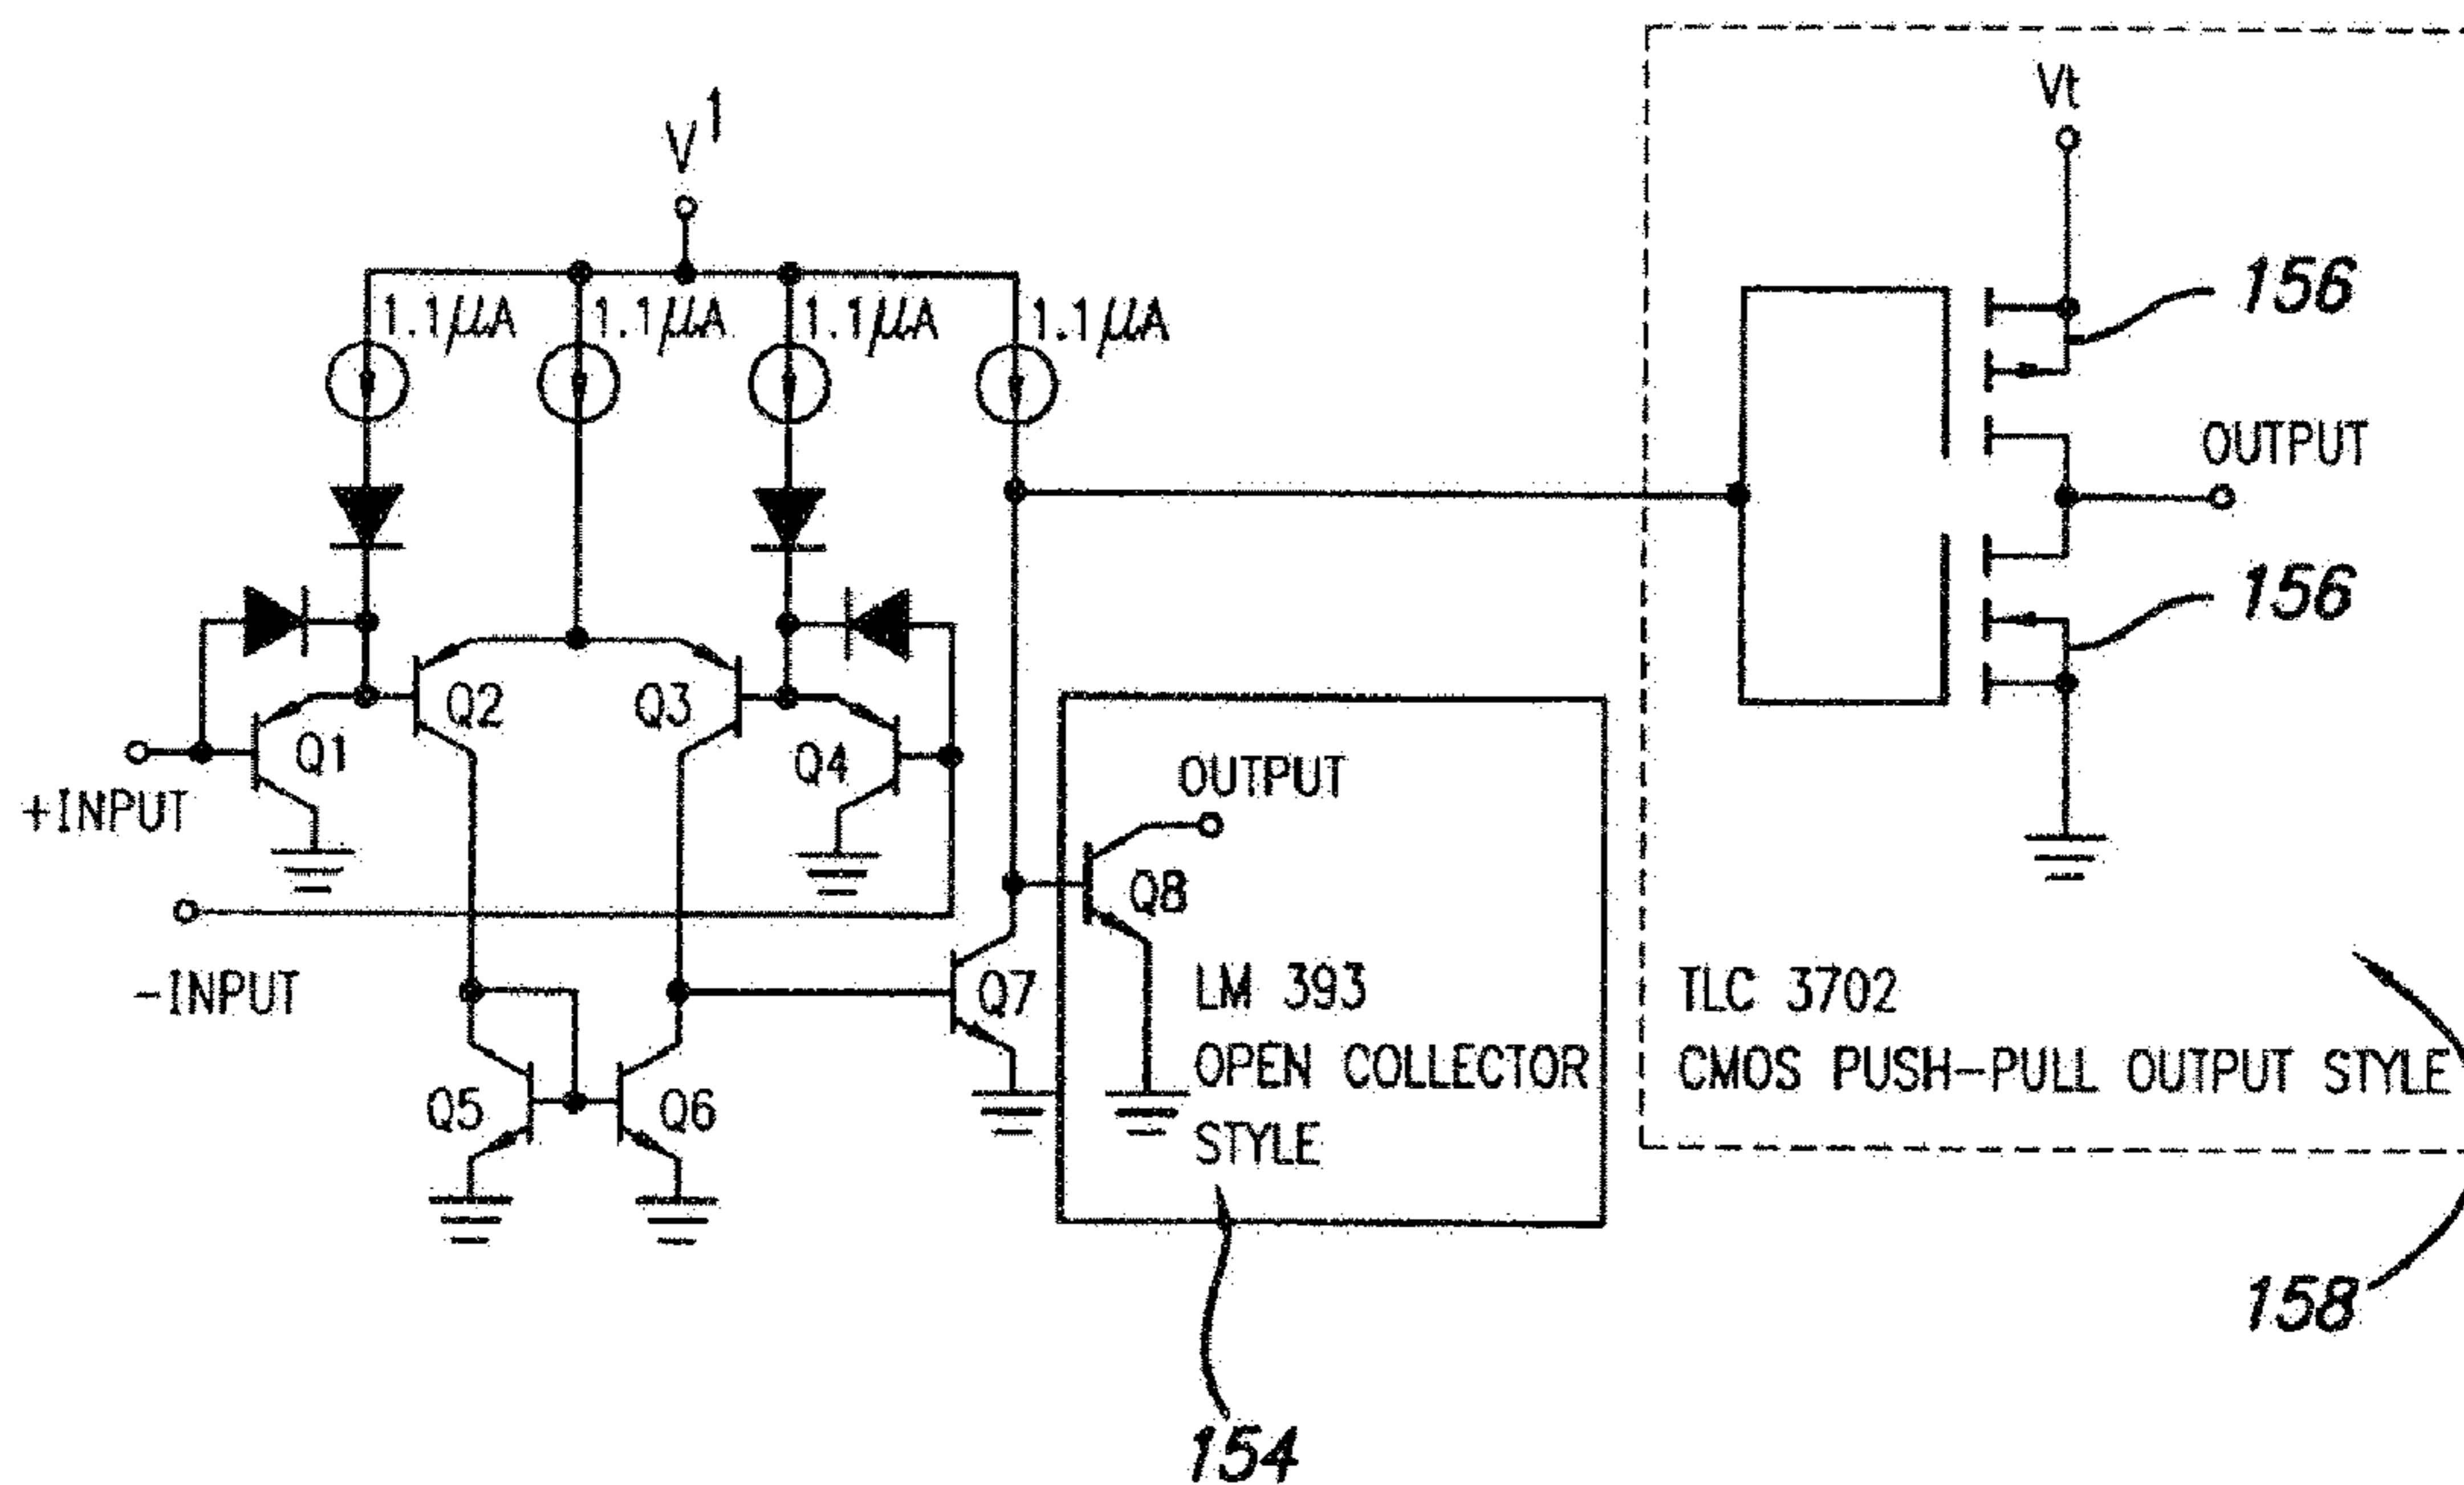 V1
1.1μA 1.1μA 1.1μA 1.1μA
Vt
156
OUTPUT
156
Q1
Q2
Q3
Q4
+INPUT
-INPUT
OUTPUT
Q8
Q7
Q5
Q6
LM 393
OPEN COLLECTOR
STYLE
TLC 3702
CMOS PUSH-PULL OUTPUT STYLE
158
154